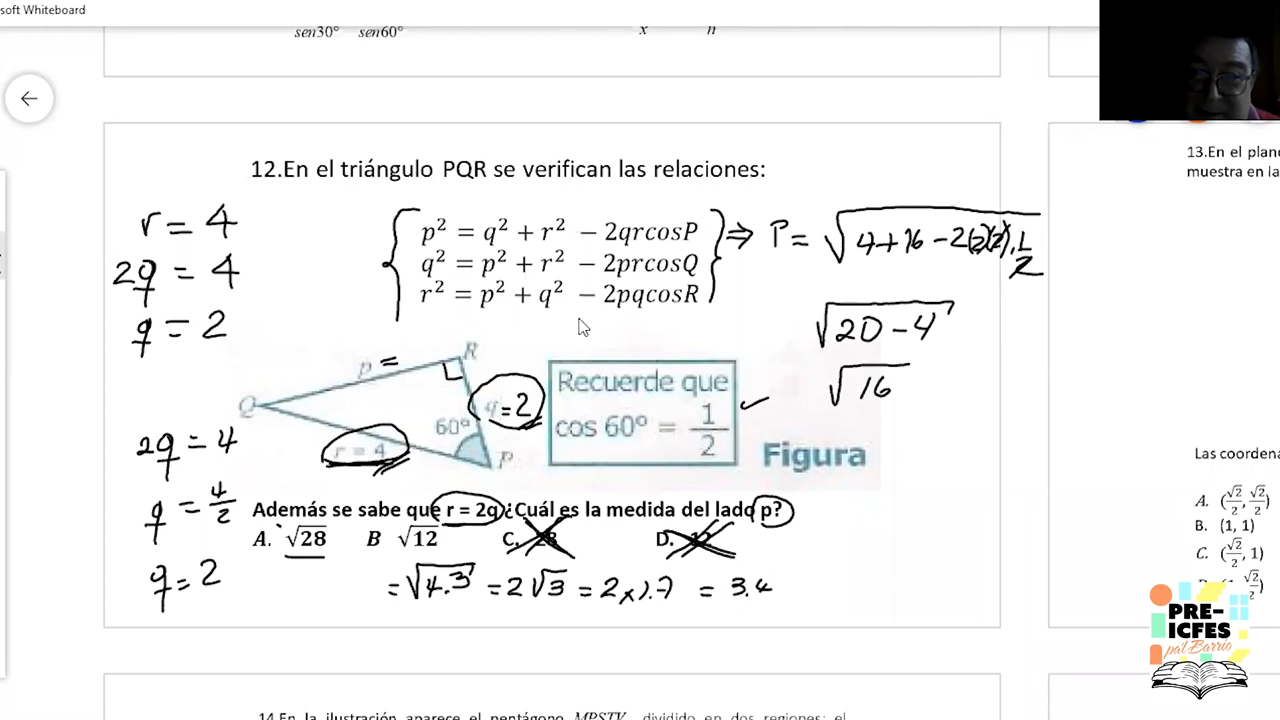 soft Whiteboard
sen30° sen60°
x
n
12.En el triángulo PQR se verifican las relaciones:
p² = q² + r² − 2qrcosP
q² = p² + r² − 2prcosQ
r² = p² + q² − 2pqcosR
⇒ P = √4+16−2(2)(2).1/2
√20−4
√16
r = 4
2q = 4
q = 2
p =
R
Q
q = 2
60°
r = 4
P
Recuerde que
cos 60° = 1/2
Figura
2q = 4
q = 4/2
q = 2
Además se sabe que r = 2q ¿Cuál es la medida del lado p?
A. √28 B √12 C. 28 D. 12
= √4.3 = 2√3 = 2x1.7 = 3.4
13.En el plano
muestra en la
Las coordena
A. (√2/2, √2/2)
B. (1, 1)
C. (√2/2, 1)
PRE-
ICFES
pa'l Barrio
14.En la ilustración aparece el pentágono MPSTV, dividido en dos regiones: el